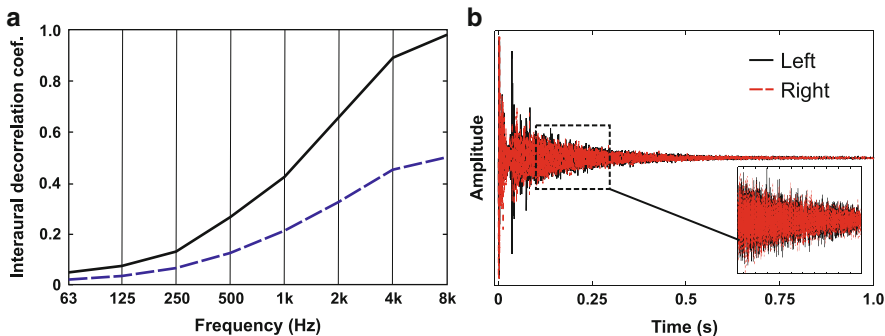 a
Interaural decorrelation coef.
1.0
0.8
0.6
0.4
0.2
0
63 125 250 500 1k 2k 4k 8k
Frequency (Hz)
b
Amplitude
Left
Right
0 0.25 0.5 0.75 1.0
Time (s)